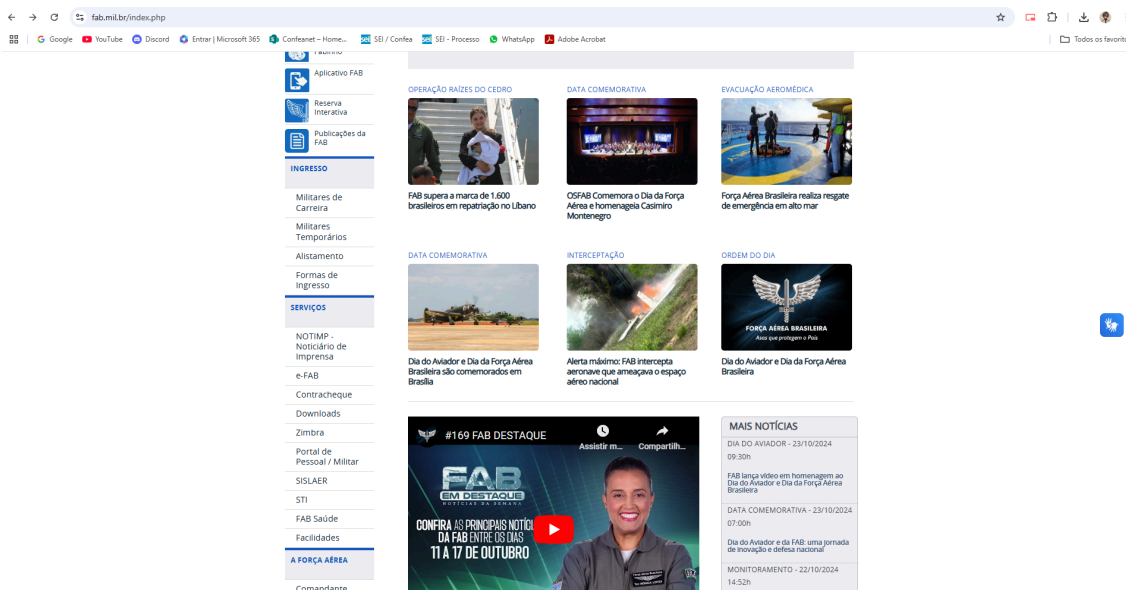 fab.mil.br/index.php
Google
YouTube
Discord
Entrar | Microsoft 365
Confeanet – Home...
SEI / Confea
SEI - Processo
WhatsApp
Adobe Acrobat
Todos os favorit
Aplicativo FAB
Reserva
Interativa
Publicações da
FAB
INGRESSO
Militares de
Carreira
Militares
Temporários
Alistamento
Formas de
Ingresso
SERVIÇOS
NOTIMP -
Noticiário de
Imprensa
e-FAB
Contracheque
Downloads
Zimbra
Portal de
Pessoal / Militar
SISLAER
STI
FAB Saúde
Facilidades
A FORÇA AÉREA
Comandante
OPERAÇÃO RAÍZES DO CEDRO
FAB supera a marca de 1.600
brasileiros em repatriação no Líbano
DATA COMEMORATIVA
OSFAB Comemora o Dia da Força
Aérea e homenageia Casimiro
Montenegro
EVACUAÇÃO AEROMÉDICA
Força Aérea Brasileira realiza resgate
de emergência em alto mar
DATA COMEMORATIVA
Dia do Aviador e Dia da Força Aérea
Brasileira são comemorados em
Brasília
INTERCEPTAÇÃO
Alerta máximo: FAB intercepta
aeronave que ameaçava o espaço
aéreo nacional
ORDEM DO DIA
FORÇA AÉREA BRASILEIRA
Asas que protegem o País
Dia do Aviador e Dia da Força Aérea
Brasileira
#169 FAB DESTAQUE
Assistir m...
Compartilh...
FAB
EM DESTAQUE
NOTÍCIAS DA SEMANA
CONFIRA AS PRINCIPAIS NOTÍC
DA FAB ENTRE OS DIAS
11 A 17 DE OUTUBRO
MAIS NOTÍCIAS
DIA DO AVIADOR - 23/10/2024
09:30h
FAB lança vídeo em homenagem ao
Dia do Aviador e Dia da Força Aérea
Brasileira
DATA COMEMORATIVA - 23/10/2024
07:00h
Dia do Aviador e da FAB: uma jornada
de inovação e defesa nacional
MONITORAMENTO - 22/10/2024
14:52h